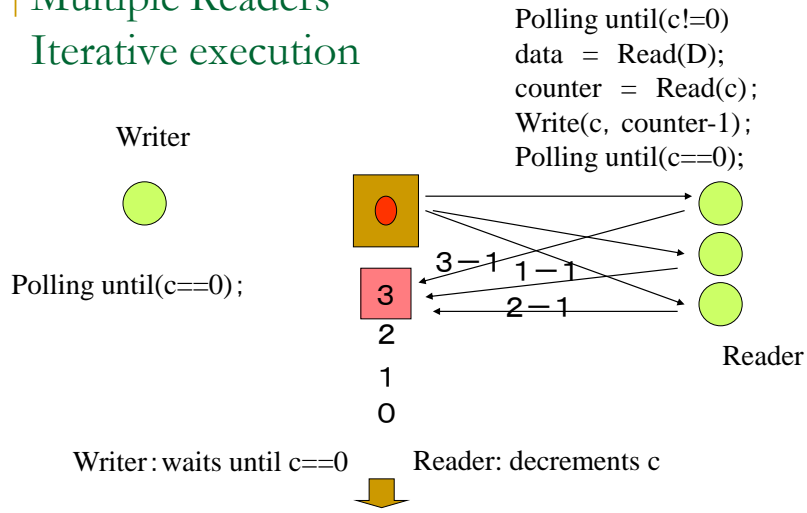 Multiple Readers
Iterative execution
Polling until(c!=0)
data = Read(D);
counter = Read(c);
Write(c, counter-1);
Polling until(c==0);
Writer
3－1
1－1
2－1
Polling until(c==0);
3
2
1
0
Reader
Writer:waits until c==0
Reader: decrements c